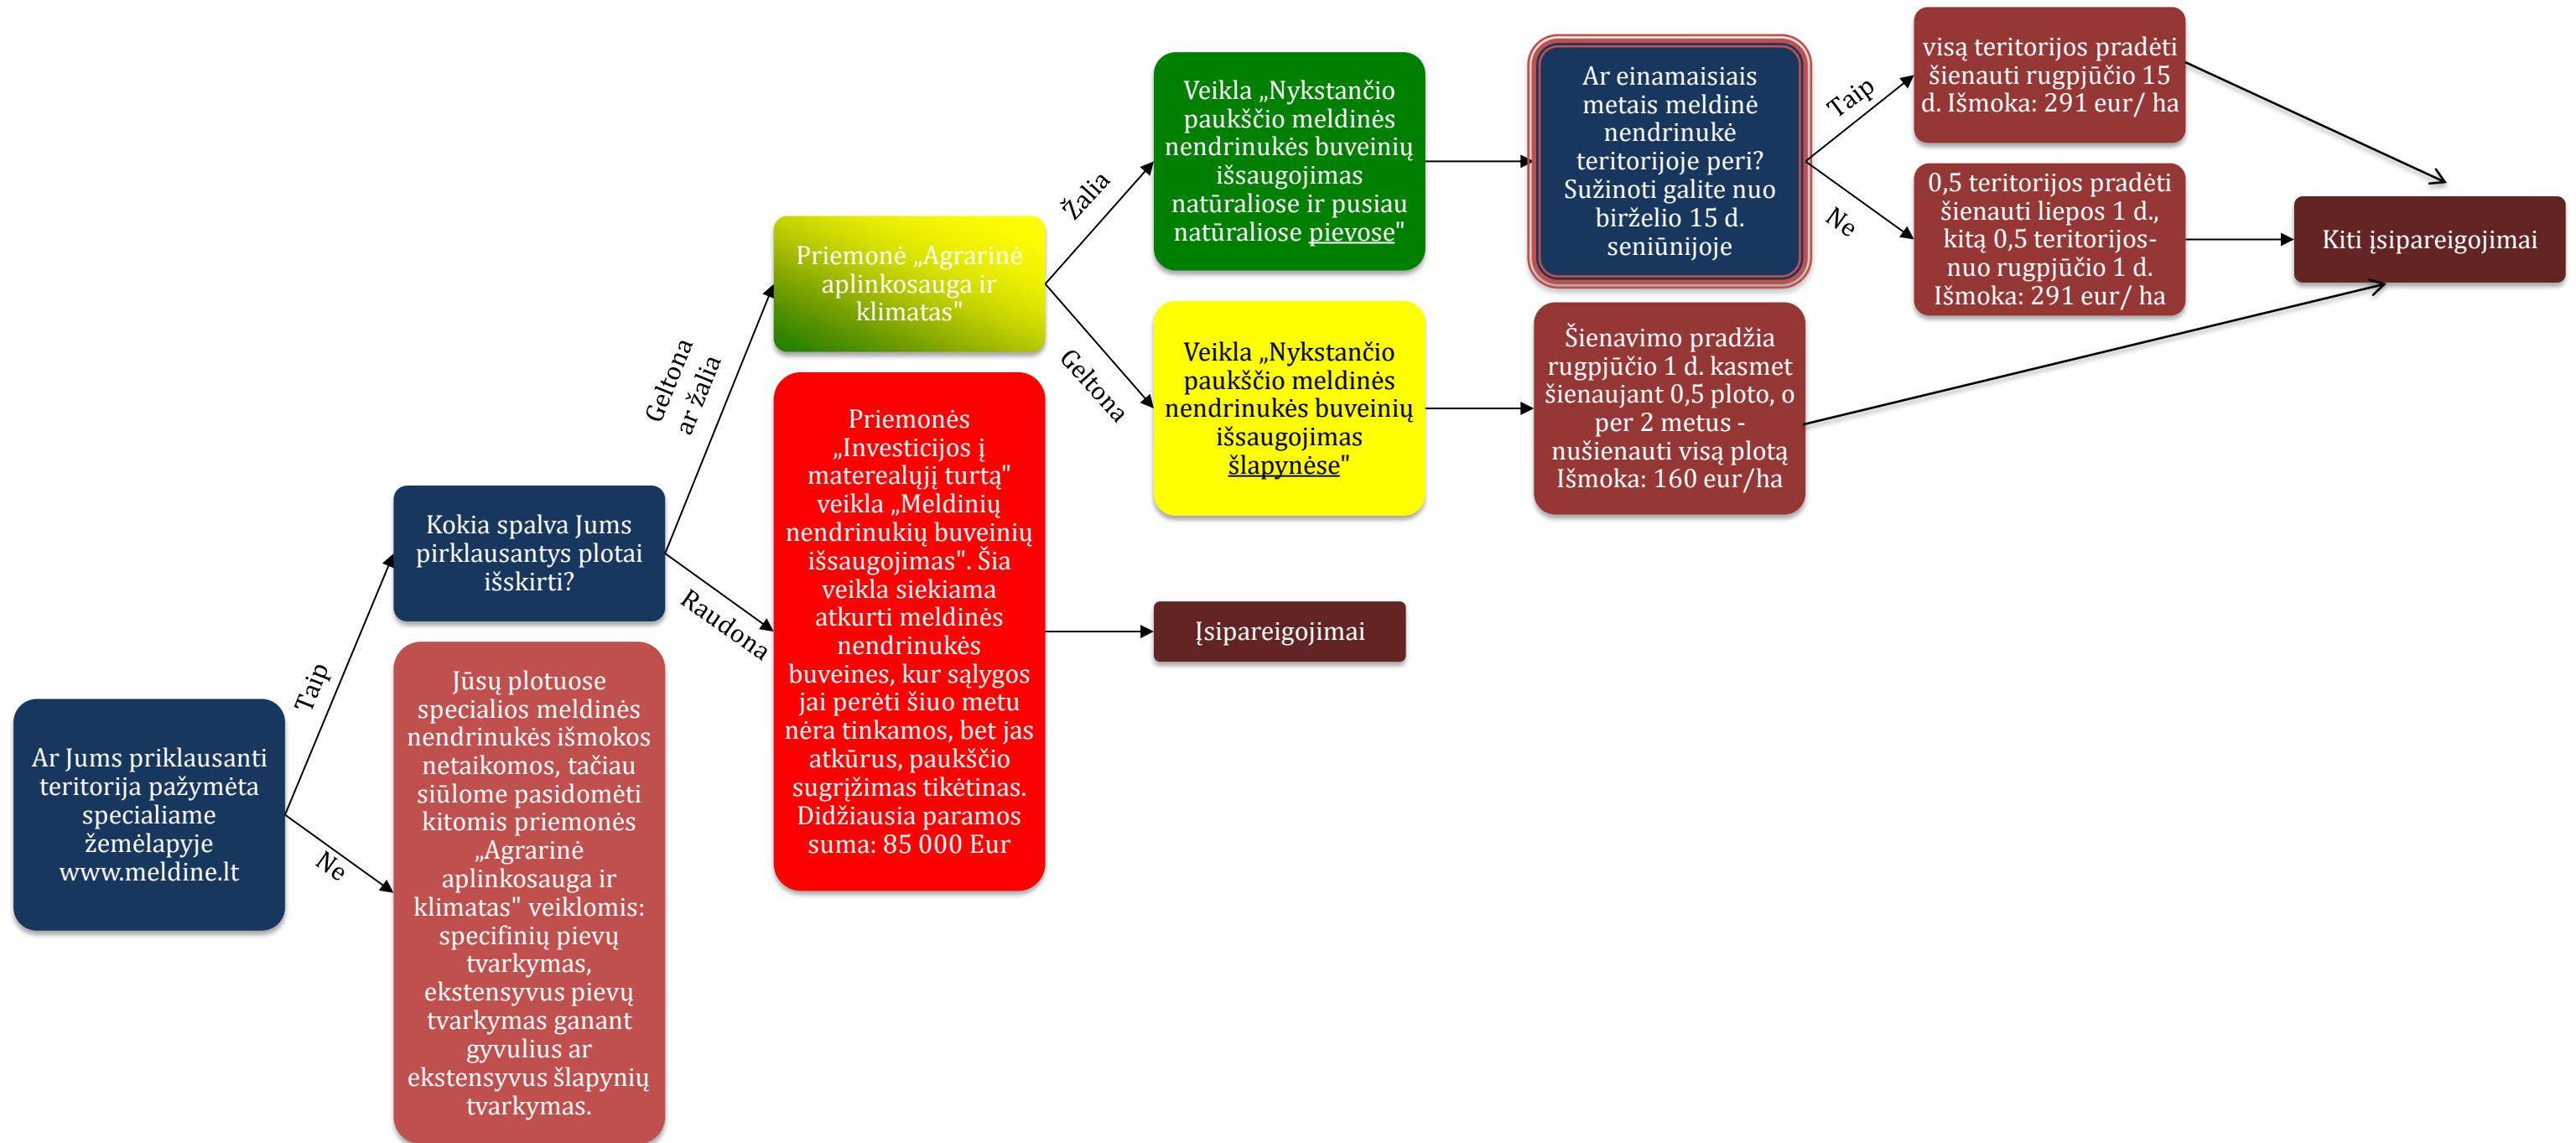 Ar Jums priklausanti
teritorija pažymėta
specialiame
žemėlapyje
www.meldine.lt
Taip
Ne
Kokia spalva Jums
pirklausantys plotai
išskirti?
Jūsų plotuose
specialios meldinės
nendrinukės išmokos
netaikomos, tačiau
siūlome pasidomėti
kitomis priemonės
„Agrarinė
aplinkosauga ir
klimatas" veiklomis:
specifinių pievų
tvarkymas,
ekstensyvus pievų
tvarkymas ganant
gyvulius ar
ekstensyvus šlapynių
tvarkymas.
Geltona
ar žalia
Raudona
Priemonė „Agrarinė
aplinkosauga ir
klimatas"
Priemonės
„Investicijos į
materealųjį turtą"
veikla „Meldinių
nendrinukių buveinių
išsaugojimas". Šia
veikla siekiama
atkurti meldinės
nendrinukės
buveines, kur sąlygos
jai perėti šiuo metu
nėra tinkamos, bet jas
atkūrus, paukščio
sugrįžimas tikėtinas.
Didžiausia paramos
suma: 85 000 Eur
Žalia
Geltona
Veikla „Nykstančio
paukščio meldinės
nendrinukės buveinių
išsaugojimas
natūraliose ir pusiau
natūraliose pievose"
Veikla „Nykstančio
paukščio meldinės
nendrinukės buveinių
išsaugojimas
šlapynėse"
Įsipareigojimai
Ar einamaisiais
metais meldinė
nendrinukė
teritorijoje peri?
Sužinoti galite nuo
birželio 15 d.
seniūnijoje
Šienavimo pradžia
rugpjūčio 1 d. kasmet
šienaujant 0,5 ploto, o
per 2 metus -
nušienauti visą plotą
Išmoka: 160 eur/ha
Taip
Ne
visą teritorijos pradėti
šienauti rugpjūčio 15
d. Išmoka: 291 eur/ ha
0,5 teritorijos pradėti
šienauti liepos 1 d.,
kitą 0,5 teritorijos-
nuo rugpjūčio 1 d.
Išmoka: 291 eur/ ha
Kiti įsipareigojimai